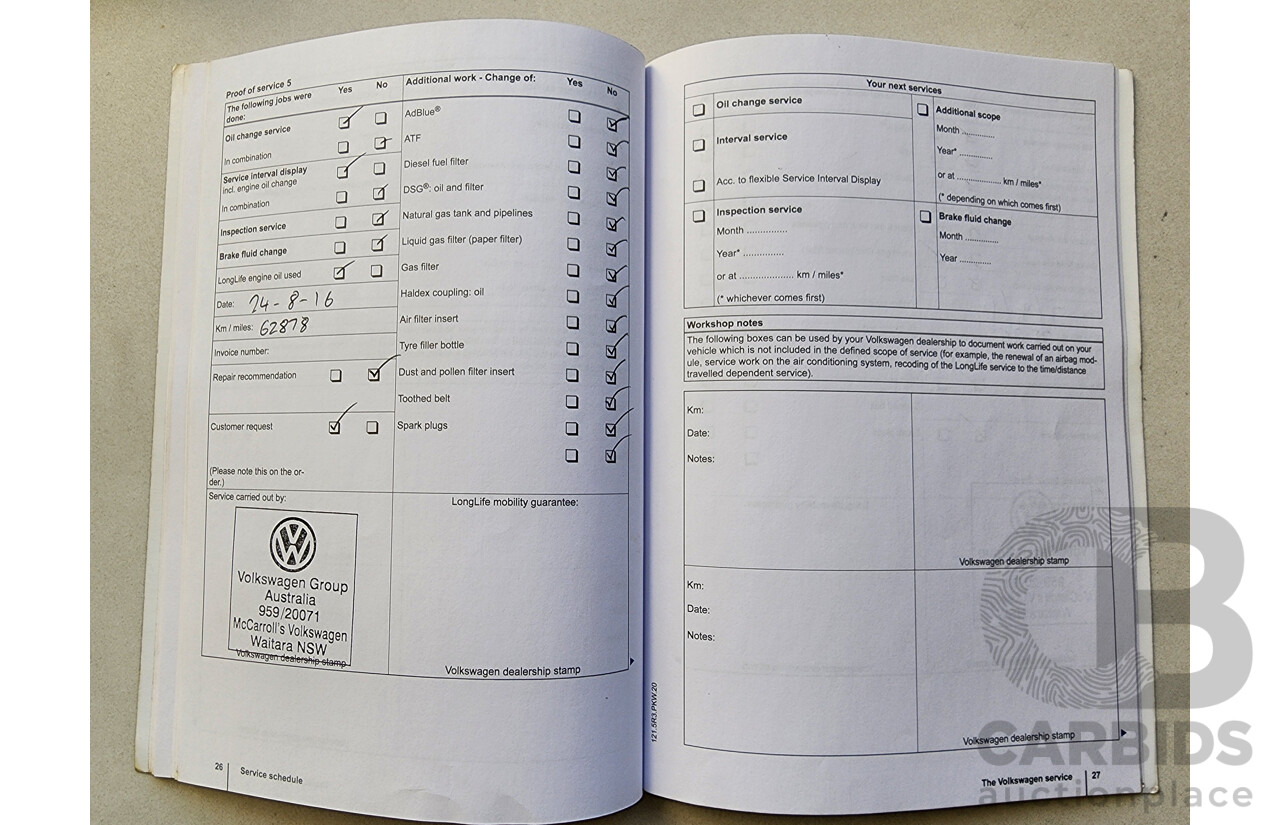 Proof of service 5
The following jobs were done: Yes No
Oil change service
In combination
Service interval display
incl. engine oil change
In combination
Inspection service
Brake fluid change
LongLife engine oil used
Date: 24-8-16
Km / miles: 62878
Invoice number:
Repair recommendation
Customer request
(Please note this on the or-
der.)
Additional work - Change of: Yes No
AdBlue®
ATF
Diesel fuel filter
DSG®: oil and filter
Natural gas tank and pipelines
Liquid gas filter (paper filter)
Gas filter
Haldex coupling: oil
Air filter insert
Tyre filler bottle
Dust and pollen filter insert
Toothed belt
Spark plugs
Service carried out by:
Volkswagen Group
Australia
959/20071
McCarroll's Volkswagen
Waitara NSW
Volkswagen dealership stamp
LongLife mobility guarantee:
Volkswagen dealership stamp
26 Service schedule
Your next services
Oil change service
Interval service
Acc. to flexible Service Interval Display
Inspection service
Month ...............
Year* ...............
or at .................... km / miles*
(* whichever comes first)
Additional scope
Month ............
Year* ............
or at .................... km / miles*
(* depending on which comes first)
Brake fluid change
Month ............
Year ............
Workshop notes
The following boxes can be used by your Volkswagen dealership to document work carried out on your
vehicle which is not included in the defined scope of service (for example, the renewal of an airbag mod-
ule, service work on the air conditioning system, recoding of the LongLife service to the time/distance
travelled dependent service).
Km:
Date:
Notes:
Volkswagen dealership stamp
Km:
Date:
Notes:
Volkswagen dealership stamp
121.5R3.PKW.20
The Volkswagen service 27
CARBIDS
auctionplace